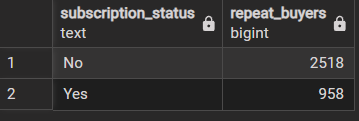 subscription_status repeat_buyers
text bigint
1 No 2518
2 Yes 958